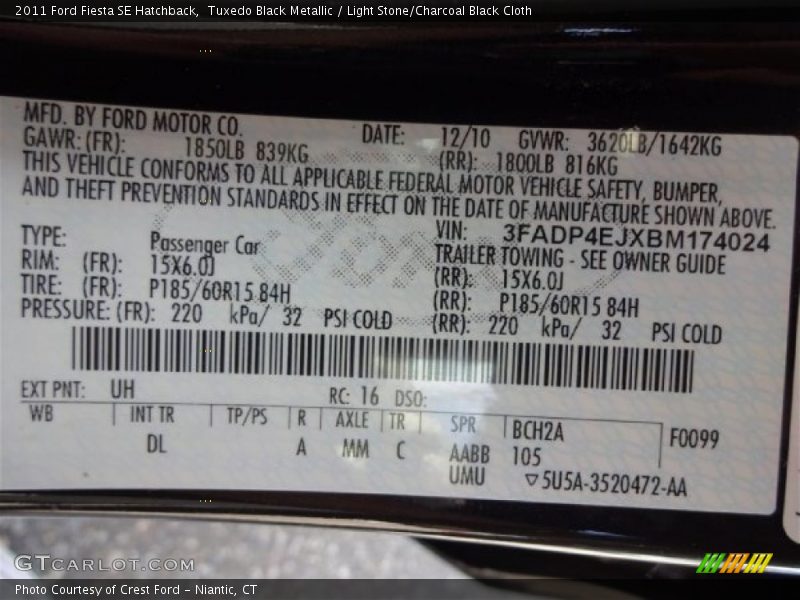 2011 Ford Fiesta SE Hatchback,  Tuxedo Black Metallic / Light Stone/Charcoal Black Cloth
MFD. BY FORD MOTOR CO. DATE: 12/10 GVWR: 3620LB/1642KG
GAWR: (FR): 1850LB 839KG (RR): 1800LB 816KG
THIS VEHICLE CONFORMS TO ALL APPLICABLE FEDERAL MOTOR VEHICLE SAFETY, BUMPER,
AND THEFT PREVENTION STANDARDS IN EFFECT ON THE DATE OF MANUFACTURE SHOWN ABOVE.
VIN: 3FADP4EJXBM174024
TYPE: Passenger Car TRAILER TOWING - SEE OWNER GUIDE
RIM: (FR): 15X6.0J (RR): 15X6.0J
TIRE: (FR): P185/60R15 84H (RR): P185/60R15 84H
PRESSURE: (FR): 220 kPa/ 32 PSI COLD (RR): 220 kPa/ 32 PSI COLD
EXT PNT: UH RC: 16 DSO:
WB INT TR TP/PS R AXLE TR SPR BCH2A F0099
DL A MM C AABB 105
UMU ▽5U5A-3520472-AA
GTCARLOT.COM
Photo Courtesy of Crest Ford - Niantic, CT